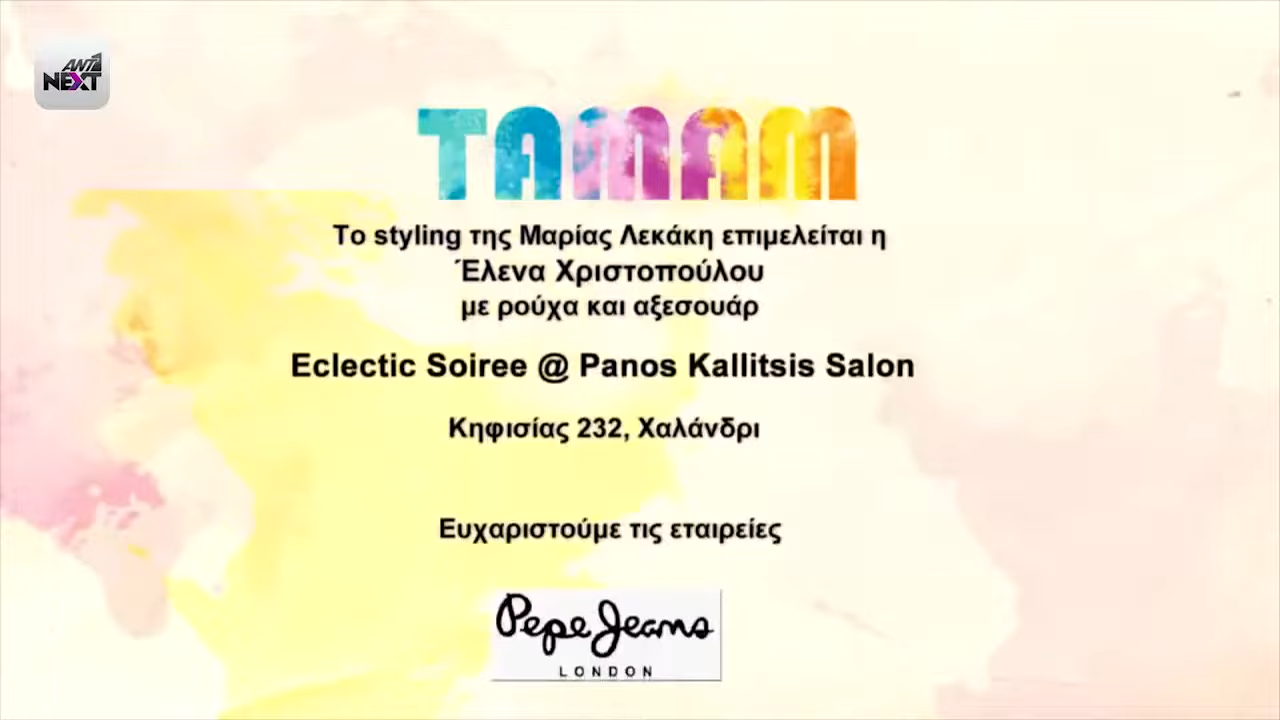 ANT1
NEXT
TAMAM
Το styling της Μαρίας Λεκάκη επιμελείται η
Έλενα Χριστοπούλου
με ρούχα και αξεσουάρ
Eclectic Soiree @ Panos Kallitsis Salon
Κηφισίας 232, Χαλάνδρι
Ευχαριστούμε τις εταιρείες
Pepe Jeans
LONDON